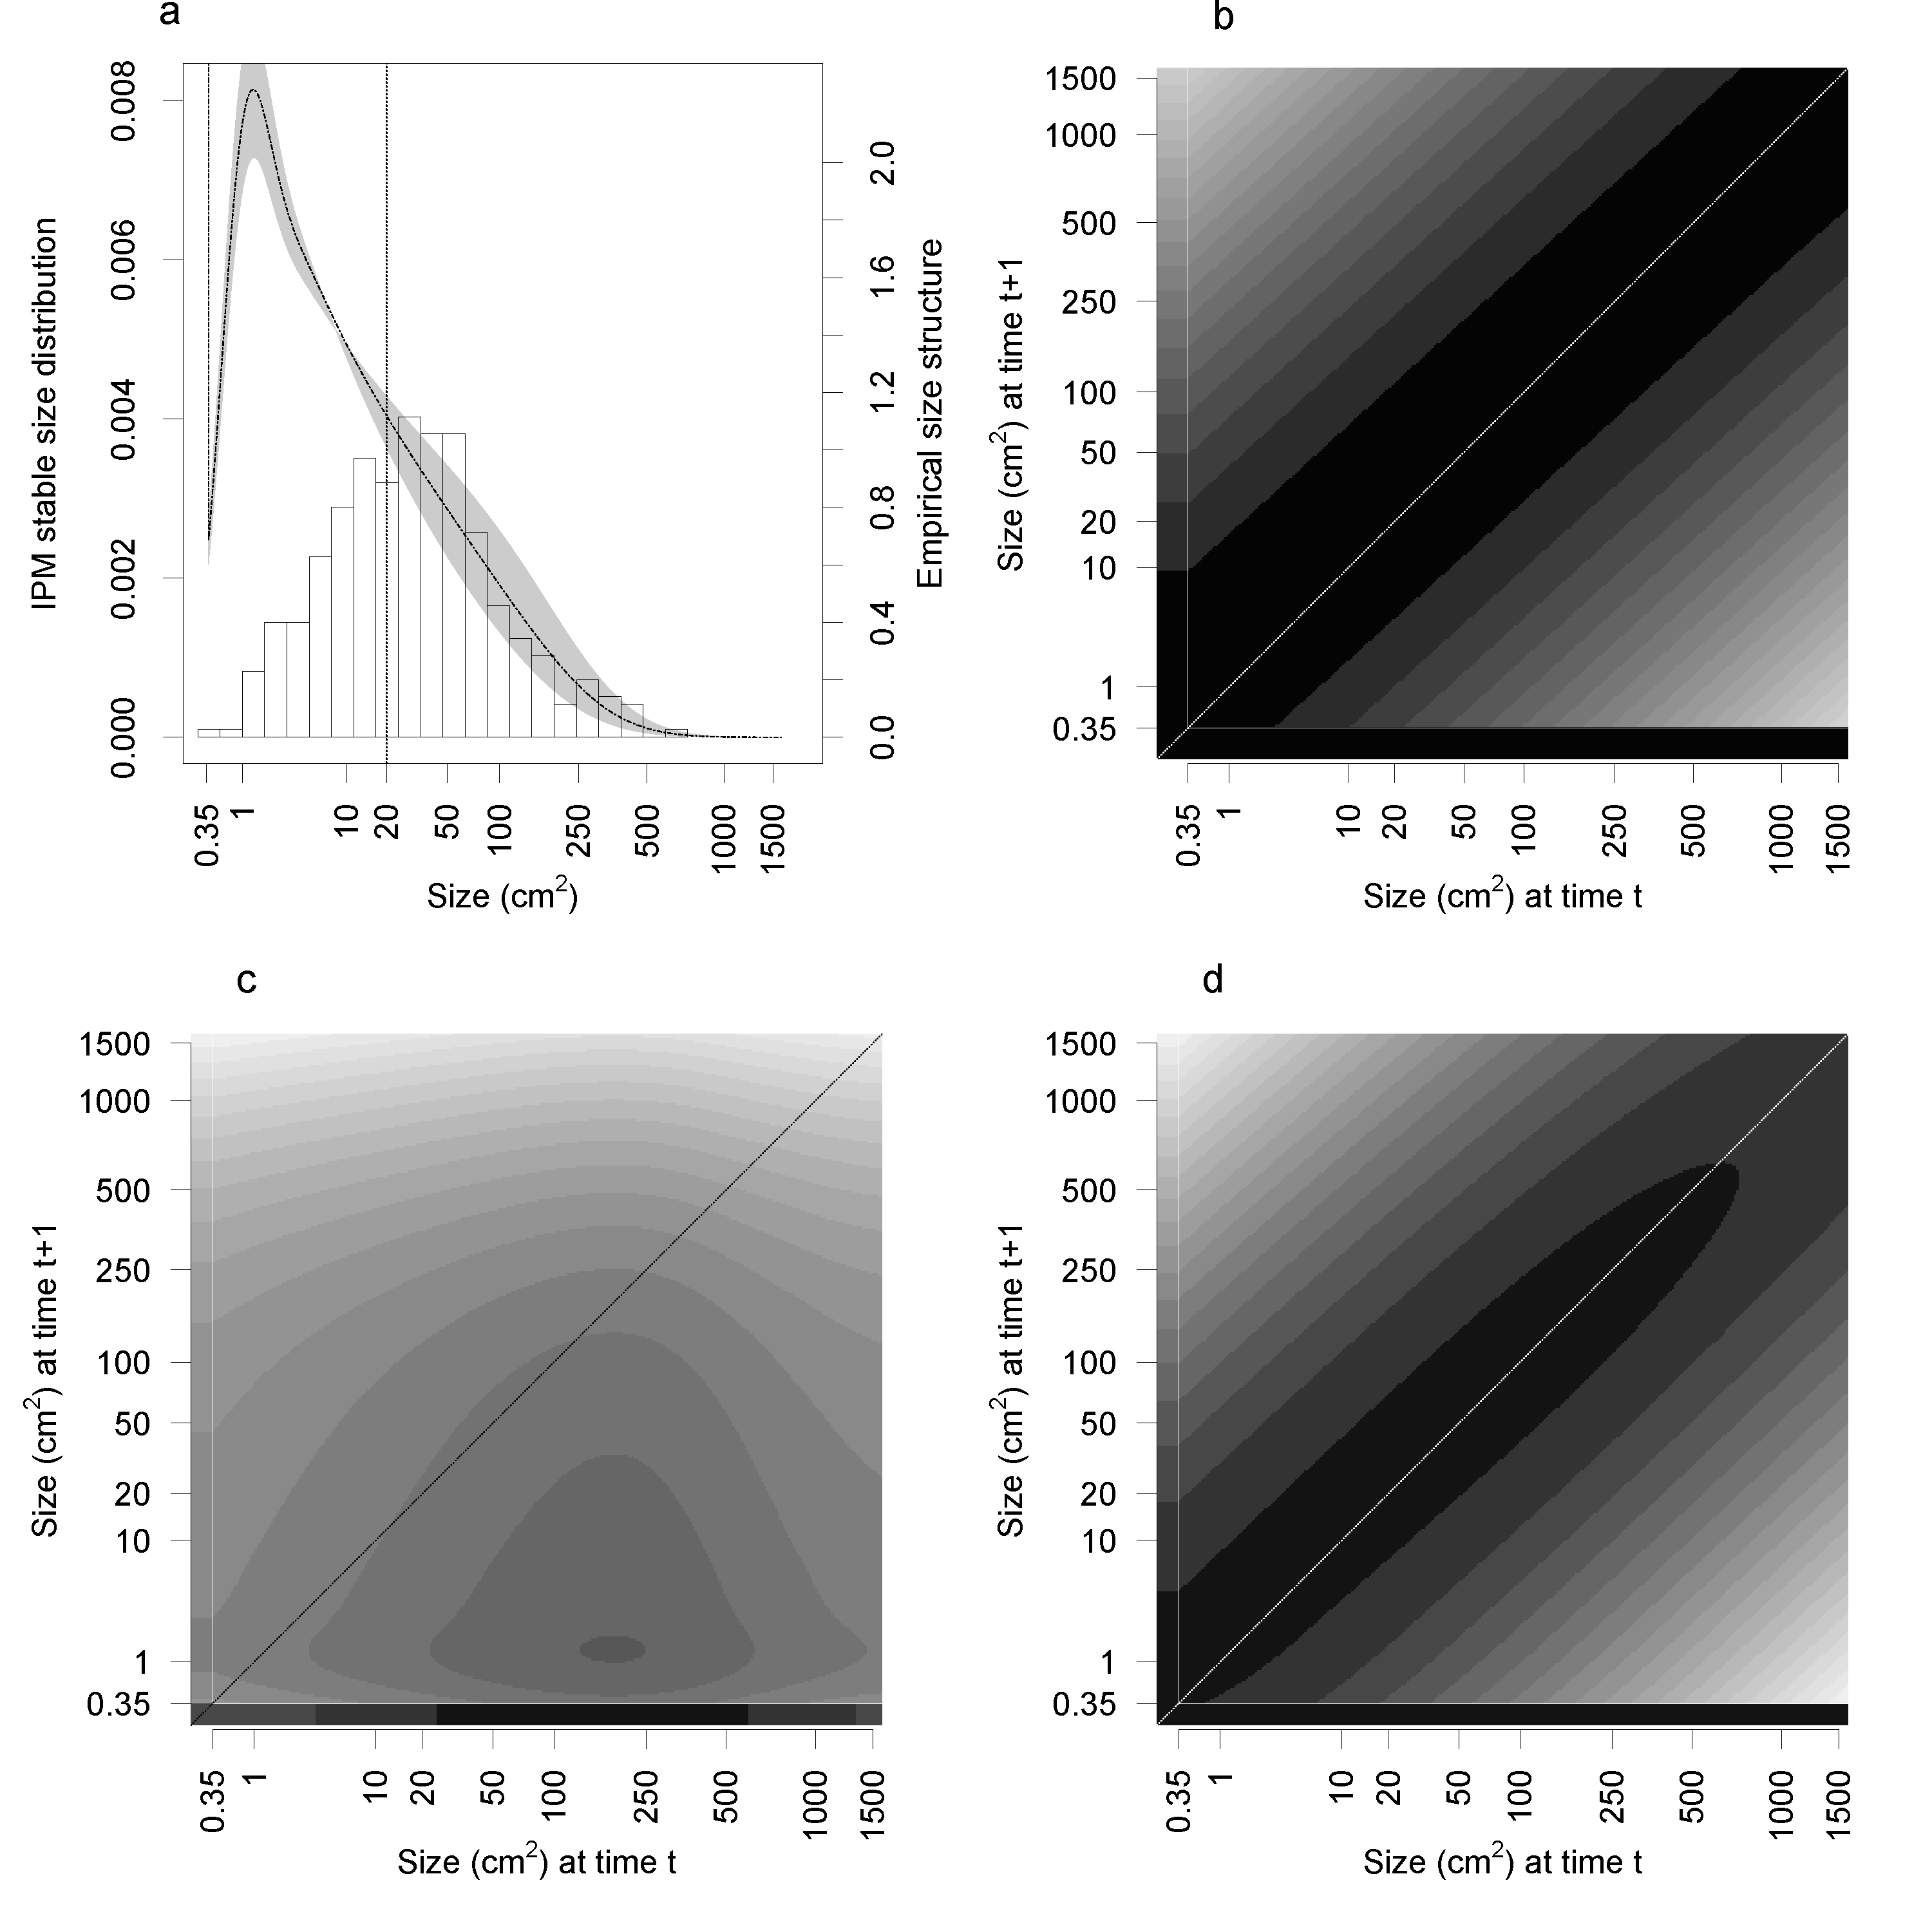 a
IPM stable size distribution
0.008
0.006
0.004
0.002
0.000
2.0
1.6
1.2
0.8
0.4
0.0
Empirical size structure
0.35 1 10 20 50 100 250 500 1000 1500
Size (cm²)
b
Size (cm²) at time t+1
1500
1000
500
250
100
50
20
10
1
0.35
0.35 1 10 20 50 100 250 500 1000 1500
Size (cm²) at time t
c
Size (cm²) at time t+1
1500
1000
500
250
100
50
20
10
1
0.35
0.35 1 10 20 50 100 250 500 1000 1500
Size (cm²) at time t
d
Size (cm²) at time t+1
1500
1000
500
250
100
50
20
10
1
0.35
0.35 1 10 20 50 100 250 500 1000 1500
Size (cm²) at time t